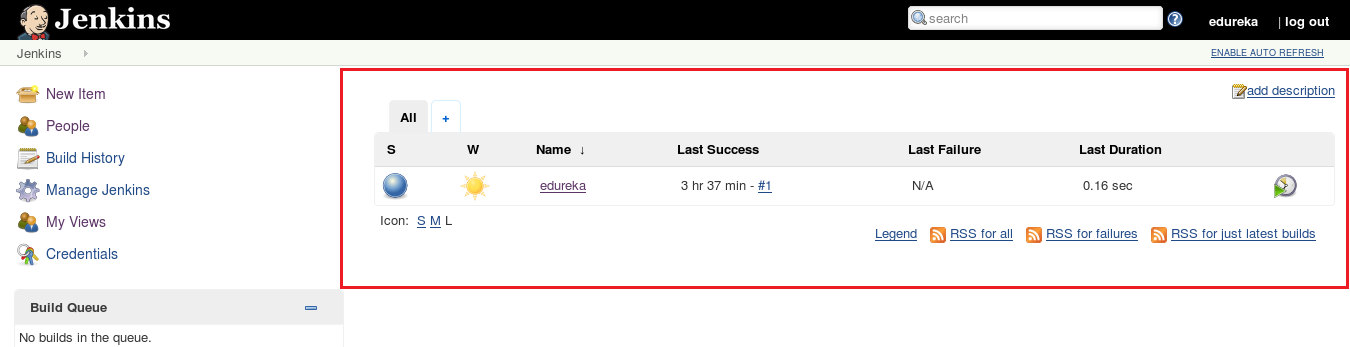 Jenkins
search
edureka | log out
Jenkins
ENABLE AUTO REFRESH
New Item
People
Build History
Manage Jenkins
My Views
Credentials
Build Queue
No builds in the queue.
add description
All +
S W Name ↓ Last Success Last Failure Last Duration
edureka 3 hr 37 min - #1 N/A 0.16 sec
Icon: S M L
Legend RSS for all RSS for failures RSS for just latest builds